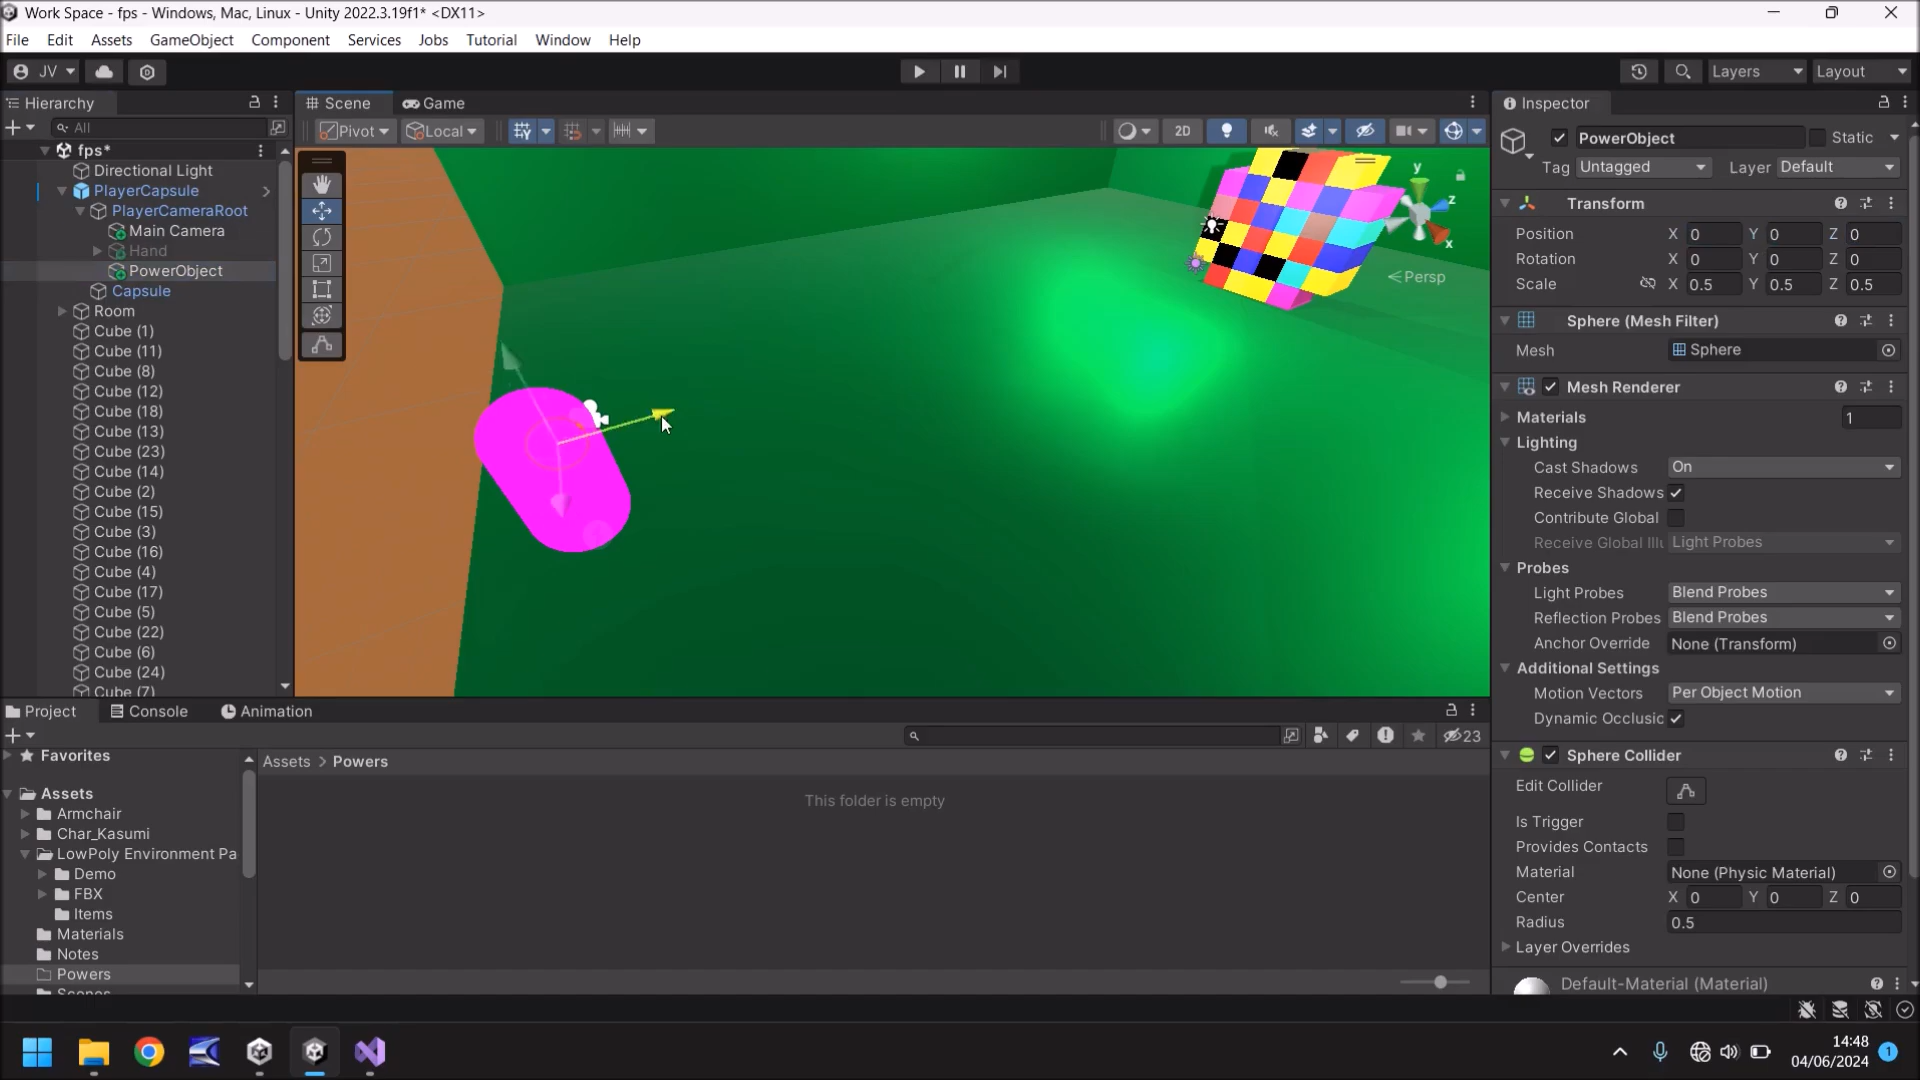 Work Space - fps - Windows, Mac, Linux - Unity 2022.3.19f1* <DX11>
File Edit Assets GameObject Component Services Jobs Tutorial Window Help
JV Layers Layout
Hierarchy Scene Game Inspector
All Pivot Local 2D PowerObject Static
Tag Untagged Layer Default
fps*
Directional Light
PlayerCapsule
PlayerCameraRoot
Main Camera
Hand
PowerObject
Capsule
Room
Cube (1)
Cube (11)
Cube (8)
Cube (12)
Cube (18)
Cube (13)
Cube (23)
Cube (14)
Cube (2)
Cube (15)
Cube (3)
Cube (16)
Cube (4)
Cube (17)
Cube (5)
Cube (22)
Cube (6)
Cube (24)
Cube (7)
y
z
x
Persp
Transform
Position X 0 Y 0 Z 0
Rotation X 0 Y 0 Z 0
Scale X 0.5 Y 0.5 Z 0.5
Sphere (Mesh Filter)
Mesh Sphere
Mesh Renderer
Materials 1
Lighting
Cast Shadows On
Receive Shadows
Contribute Global
Receive Global Illu Light Probes
Probes
Light Probes Blend Probes
Reflection Probes Blend Probes
Anchor Override None (Transform)
Additional Settings
Motion Vectors Per Object Motion
Dynamic Occlusic
Sphere Collider
Edit Collider
Is Trigger
Provides Contacts
Material None (Physic Material)
Center X 0 Y 0 Z 0
Radius 0.5
Layer Overrides
Default-Material (Material)
Project Console Animation
23
Favorites
Assets
Armchair
Char_Kasumi
LowPoly Environment Pa
Demo
FBX
Items
Materials
Notes
Powers
Scenes
Assets > Powers
This folder is empty
14:48
04/06/2024
1